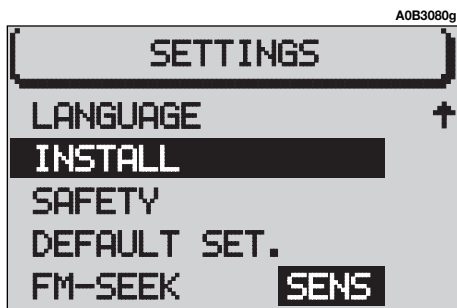 A0B3080g
SETTINGS
LANGUAGE
INSTALL
SAFETY
DEFAULT SET.
FM-SEEK SENS